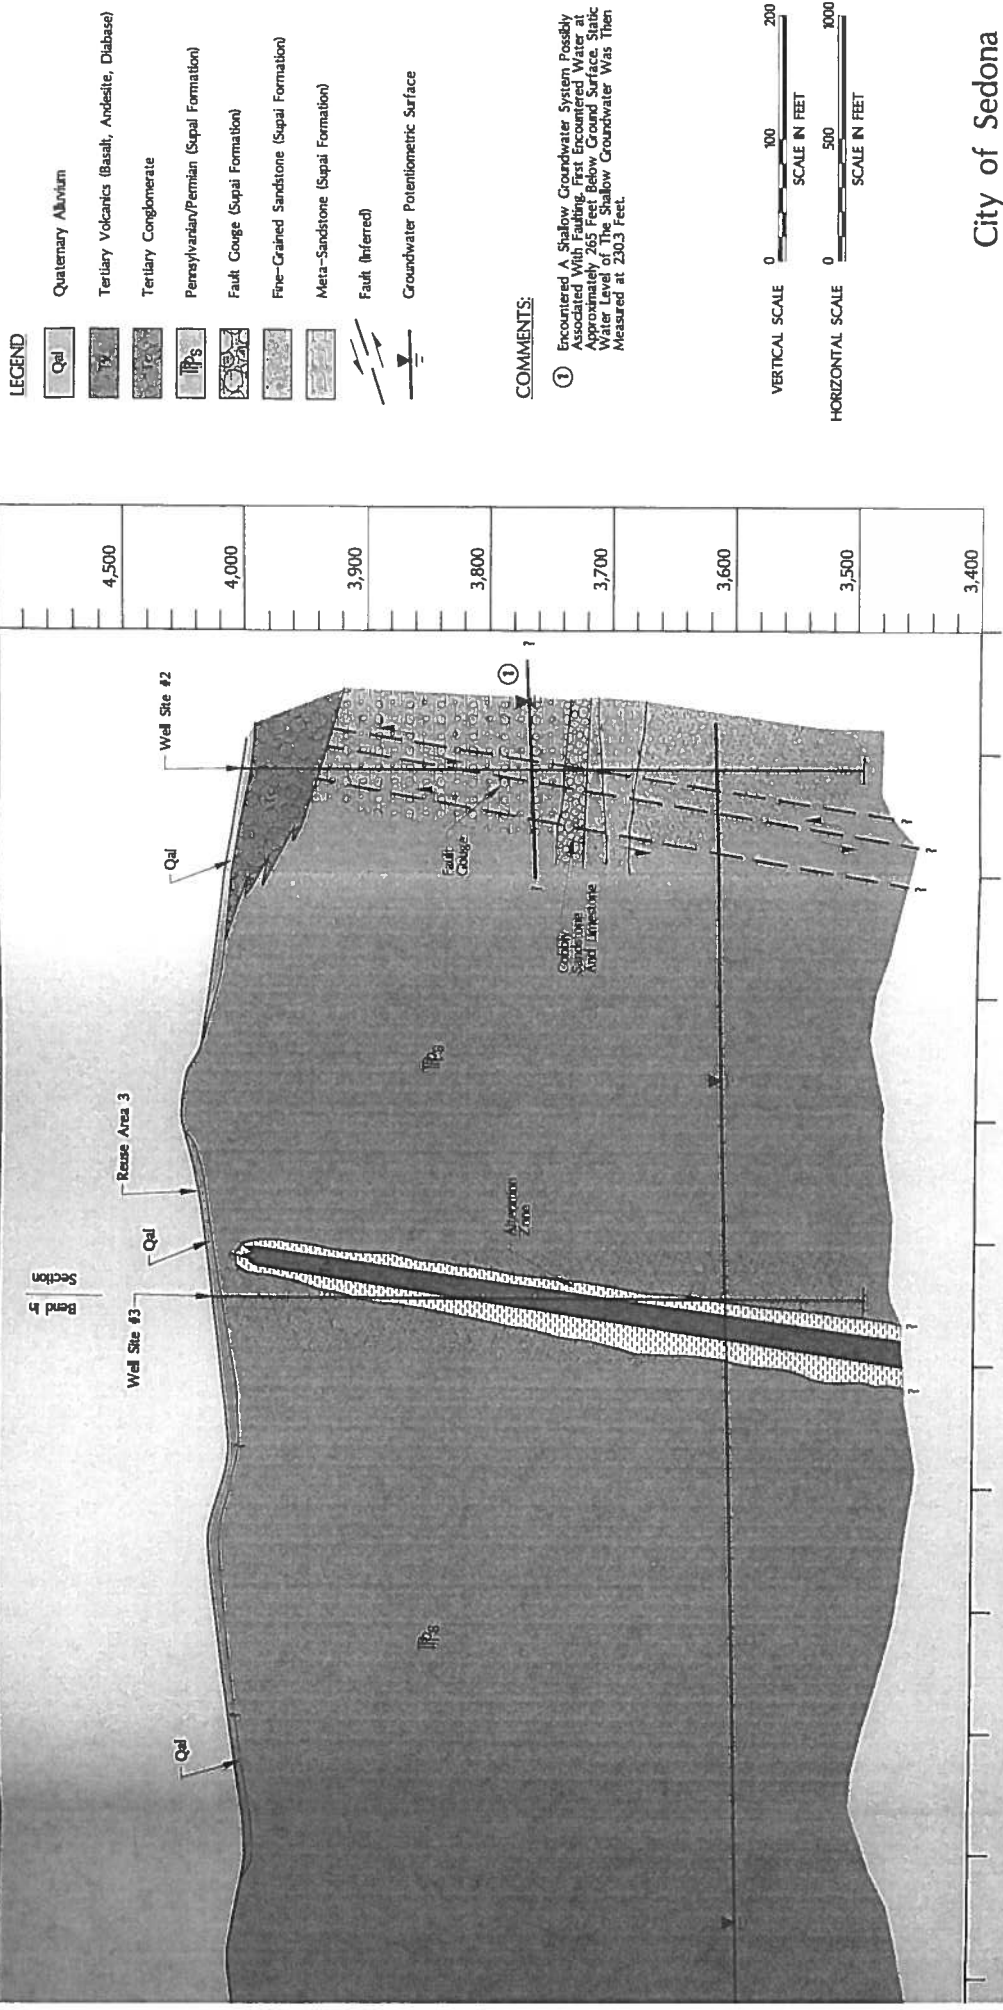 LEGEND
Qal
Quaternary Alluvium
Tv
Tertiary Volcanics (Basalt, Andesite, Diabase)
Tc
Tertiary Conglomerate
Pennsylvanian/Permian (Supai Formation)
Fault Gouge (Supai Formation)
Fine-Grained Sandstone (Supai Formation)
Meta-Sandstone (Supai Formation)
Fault (Inferred)
Groundwater Potentiometric Surface
COMMENTS:
1
Encountered A Shallow Groundwater System Possibly
Associated With Faulting. First Encountered Water at
Approximately 265 Feet Below Ground Surface. Static
Water Level of The Shallow Groundwater Was Then
Measured at 230.3 Feet.
0 100 200
VERTICAL SCALE
SCALE IN FEET
0 500 1000
HORIZONTAL SCALE
SCALE IN FEET
City of Sedona
4,500
4,000
3,900
3,800
3,700
3,600
3,500
3,400
Bend in
Section
Well Site #3
Qal
Reuse Area 3
Qal
Well Site #2
Qal
1
?
?
Fault
Gouge
Cobbly
Sandstone
And Limestone
Alteration
Zone
?
?
?
?
?